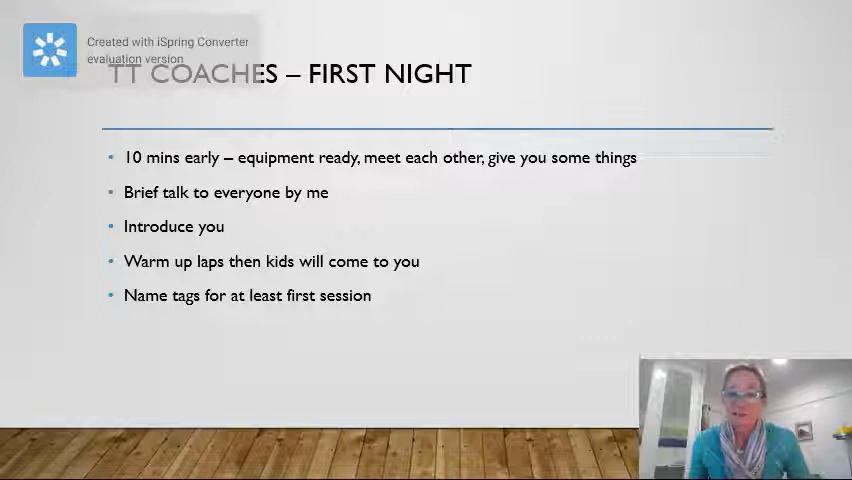 Created with iSpring Converter
evaluation version
TT COACHES – FIRST NIGHT
10 mins early – equipment ready, meet each other, give you some things
Brief talk to everyone by me
Introduce you
Warm up laps then kids will come to you
Name tags for at least first session